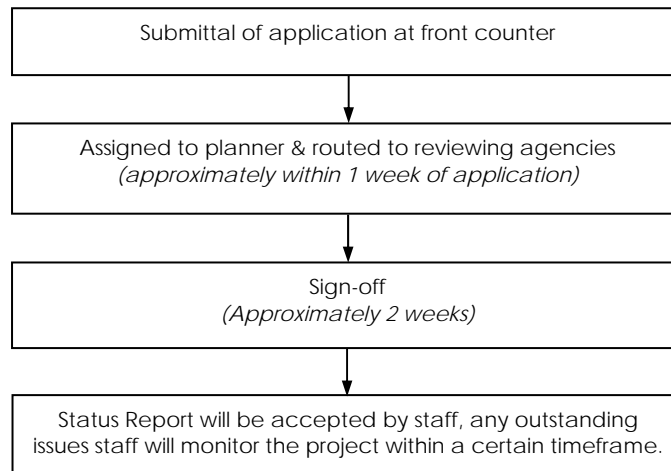 Submittal of application at front counter
Assigned to planner & routed to reviewing agencies
(approximately within 1 week of application)
Sign-off
(Approximately 2 weeks)
Status Report will be accepted by staff, any outstanding
issues staff will monitor the project within a certain timeframe.